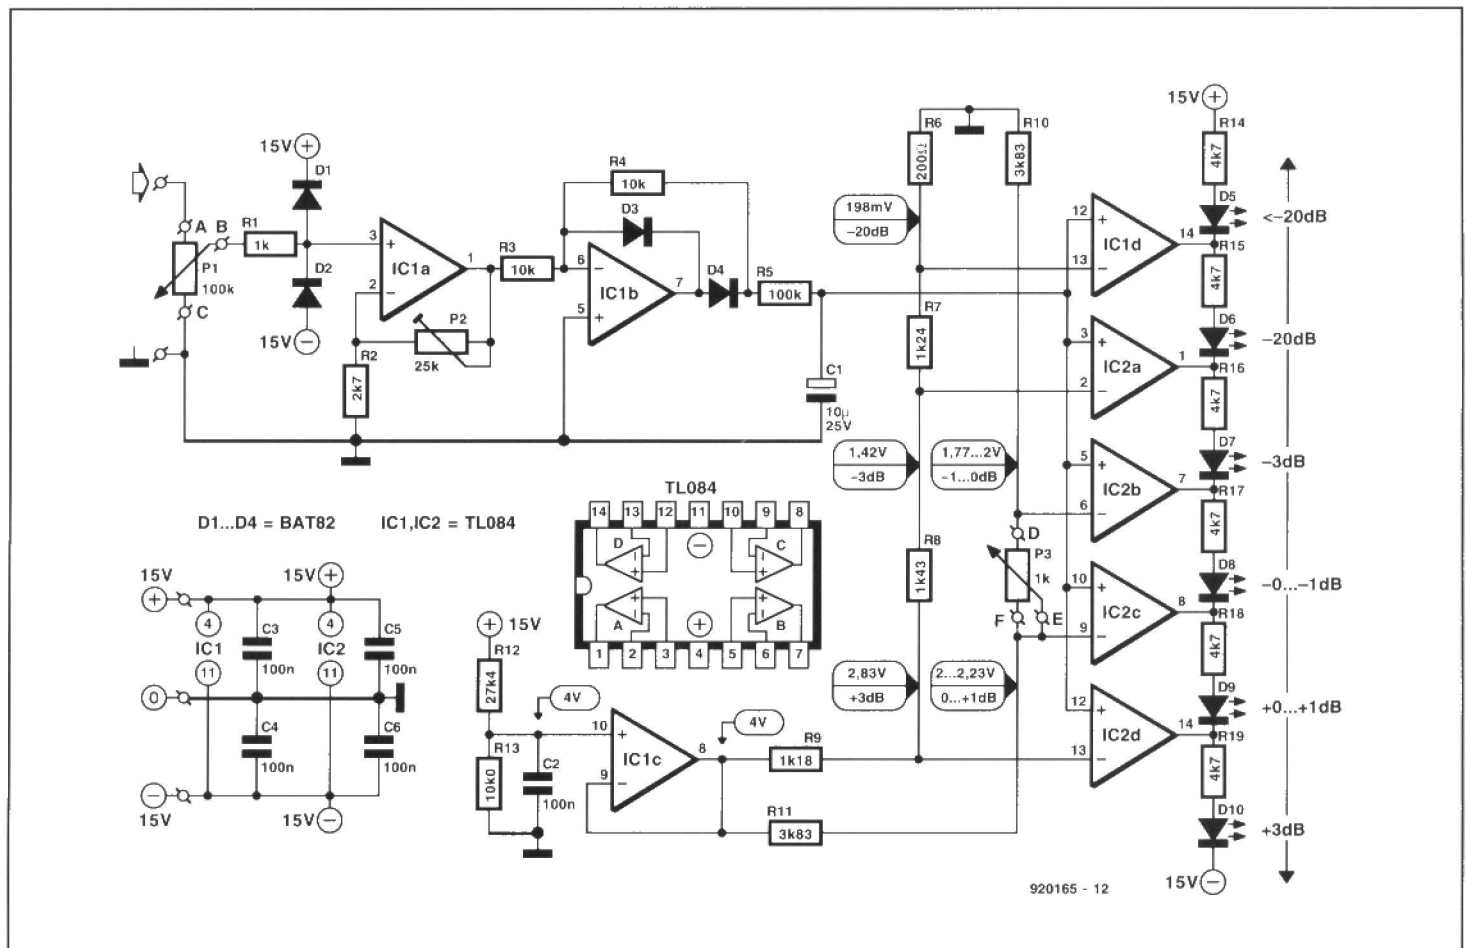 15V +
R14
4k7
D5
<-20dB
R15
4k7
D6
-20dB
R16
4k7
D7
-3dB
R17
4k7
D8
-0...-1dB
R18
4k7
D9
+0...+1dB
R19
4k7
D10
+3dB
15V −
15V +
D1
A
B
R1
1k
P1
100k
C
D2
15V −
3
+
IC1a
1
2
−
P2
25k
R2
2k7
R3
10k
R4
10k
D3
6
−
IC1b
7
5
+
D4
R5
100k
C1
10µ
25V
R6
200Ω
R10
3k83
198mV
-20dB
R7
1k24
1,42V
-3dB
1,77...2V
-1...0dB
R8
1k43
D
P3
1k
F
E
2,83V
+3dB
2...2,23V
0...+1dB
12
+
IC1d
14
13
−
3
+
IC2a
1
2
−
5
+
IC2b
7
6
−
10
+
IC2c
8
9
−
12
+
IC2d
14
13
−
D1...D4 = BAT82
IC1,IC2 = TL084
TL084
14 13 12 11 10 9 8
D
−
C
A
+
B
1 2 3 4 5 6 7
15V
15V +
+
4
C3
100n
4
C5
100n
IC1
IC2
11
11
0
C4
100n
C6
100n
−
15V
15V −
+ 15V
R12
27k4
4V
R13
10k0
C2
100n
10
+
IC1c
8
9
−
4V
R9
1k18
R11
3k83
920165 - 12